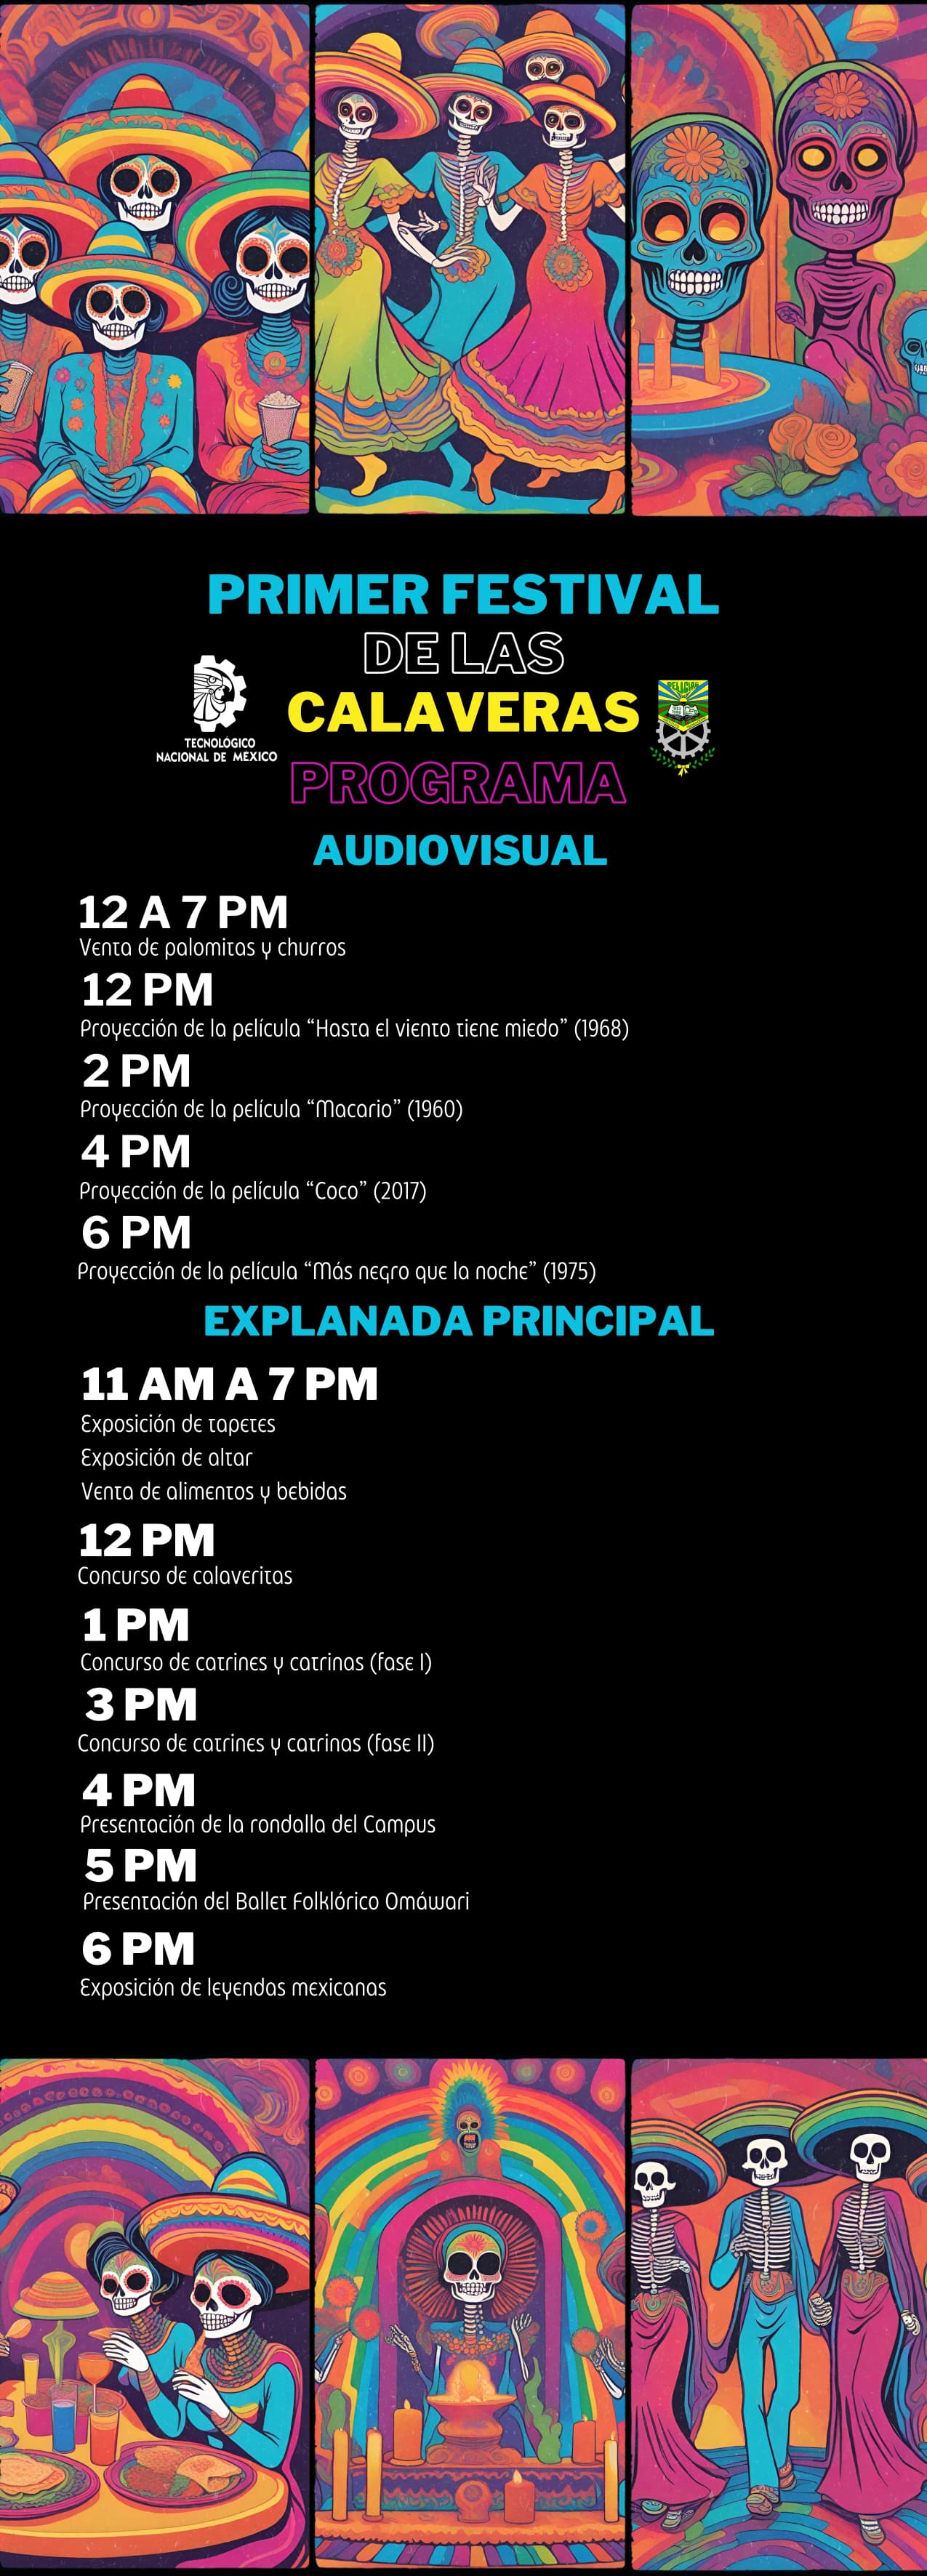 PRIMER FESTIVAL
DE LAS
CALAVERAS
PROGRAMA
TECNOLÓGICO
NACIONAL DE MÉXICO
DELICIAS
AUDIOVISUAL
12 A 7 PM
Venta de palomitas y churros
12 PM
Proyección de la película “Hasta el viento tiene miedo” (1968)
2 PM
Proyección de la película “Macario” (1960)
4 PM
Proyección de la película “Coco” (2017)
6 PM
Proyección de la película “Más negro que la noche” (1975)
EXPLANADA PRINCIPAL
11 AM A 7 PM
Exposición de tapetes
Exposición de altar
Venta de alimentos y bebidas
12 PM
Concurso de calaveritas
1 PM
Concurso de catrines y catrinas (fase I)
3 PM
Concurso de catrines y catrinas (fase II)
4 PM
Presentación de la rondalla del Campus
5 PM
Presentación del Ballet Folklórico Omáwari
6 PM
Exposición de leyendas mexicanas